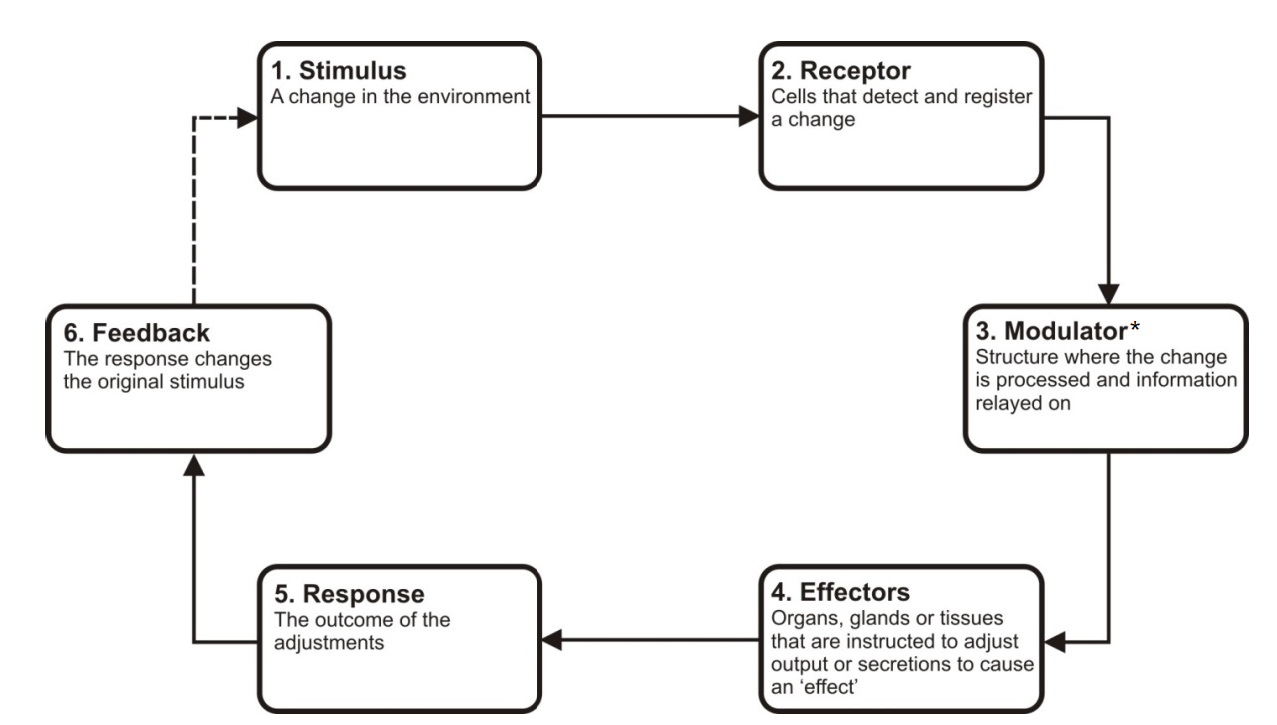 1. Stimulus
A change in the environment
2. Receptor
Cells that detect and register
a change
3. Modulator*
Structure where the change
is processed and information
relayed on
4. Effectors
Organs, glands or tissues
that are instructed to adjust
output or secretions to cause
an ‘effect’
5. Response
The outcome of the
adjustments
6. Feedback
The response changes
the original stimulus